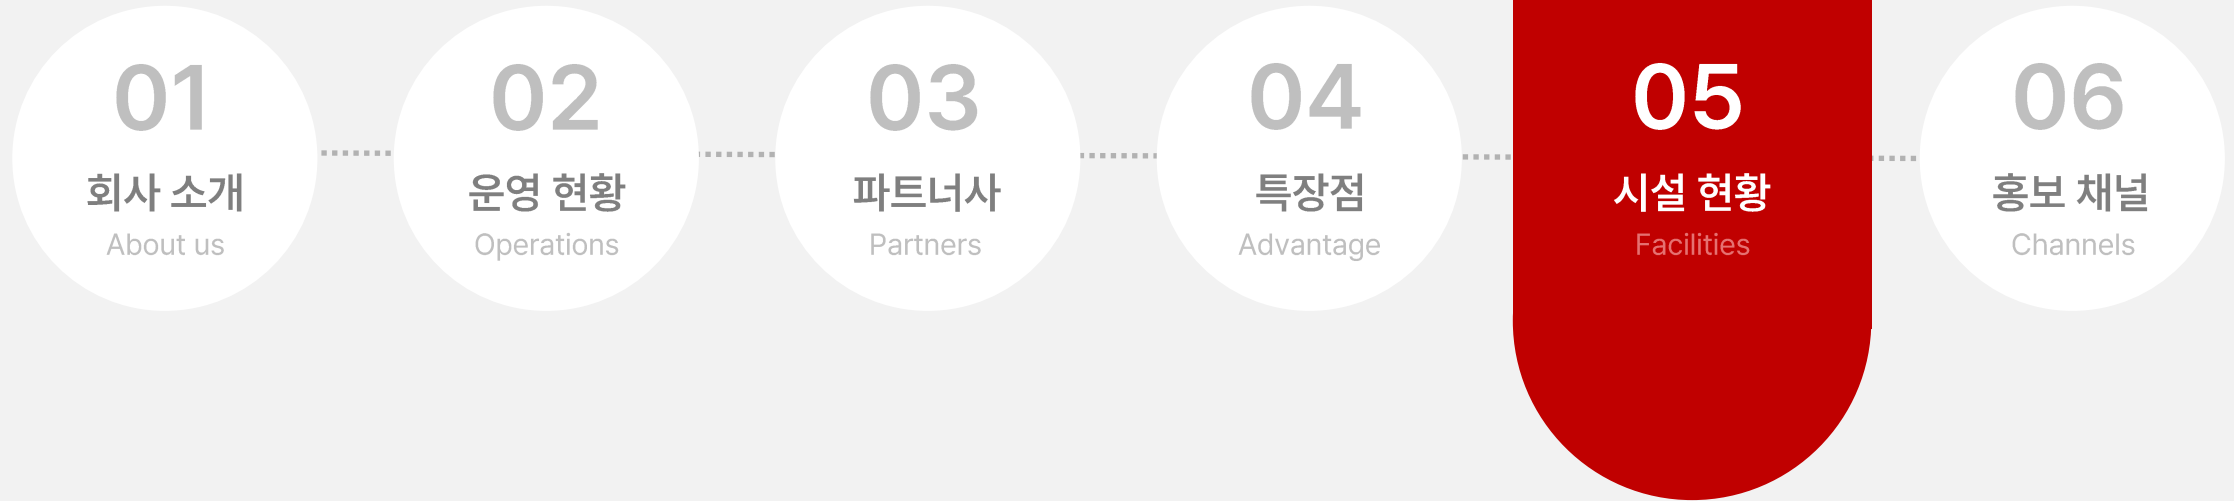 01
회사 소개
About us
02
운영 현황
Operations
03
파트너사
Partners
04
특장점
Advantage
05
시설 현황
Facilities
06
홍보 채널
Channels